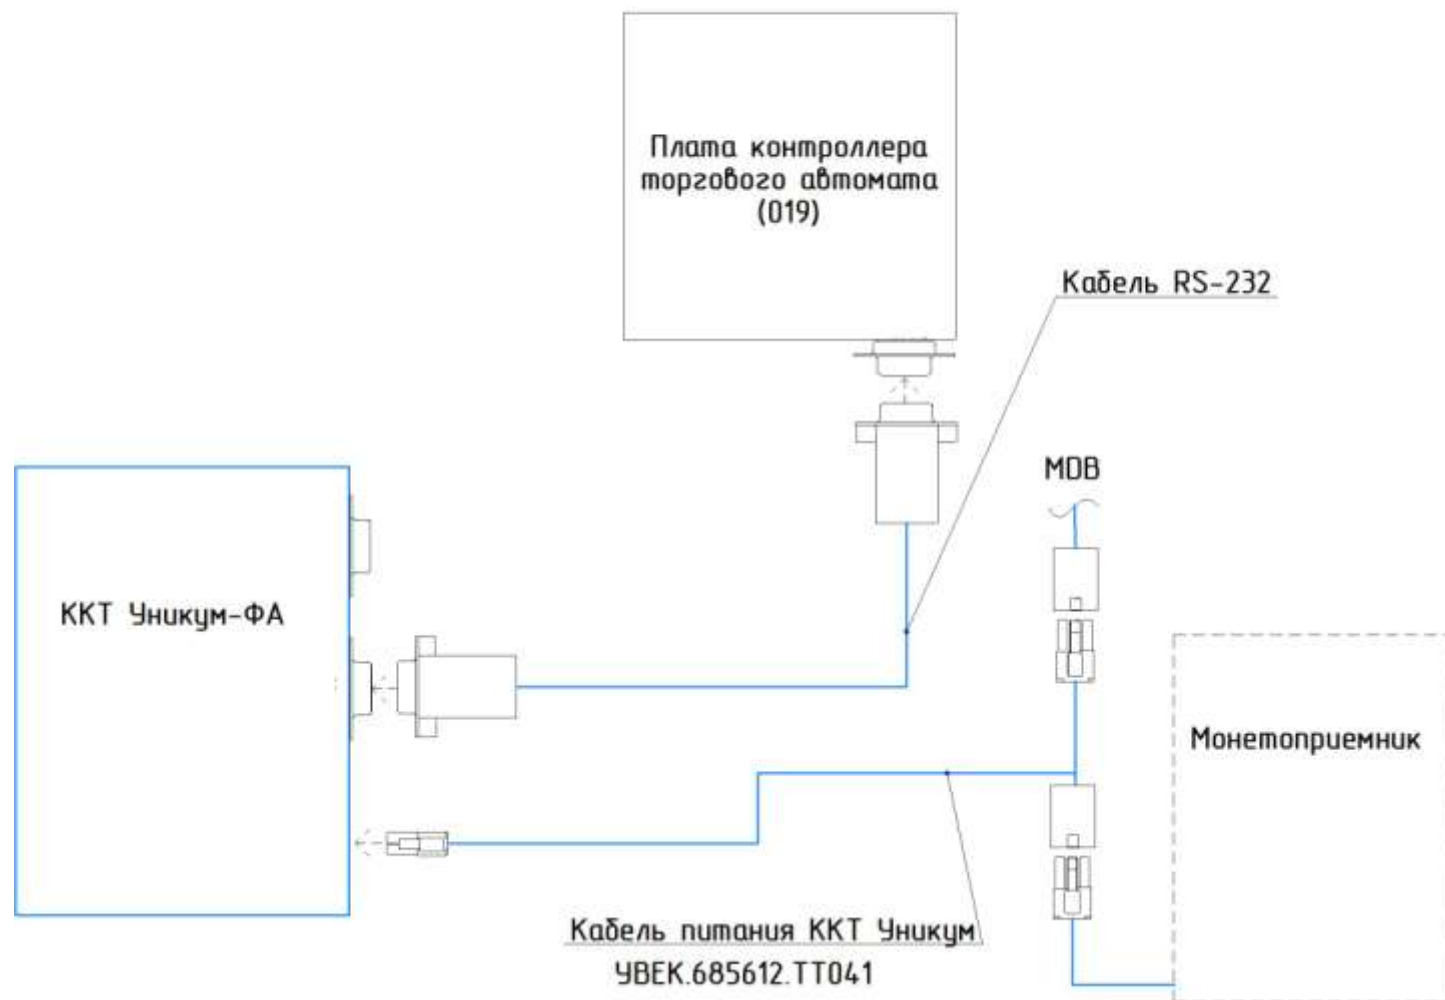 Плата контроллера
торгового автомата
(019)
Кабель RS-232
MDB
ККТ Уникум-ФА
Монетоприемник
Кабель питания ККТ Уникум
УВЕК.685612.ТТ041